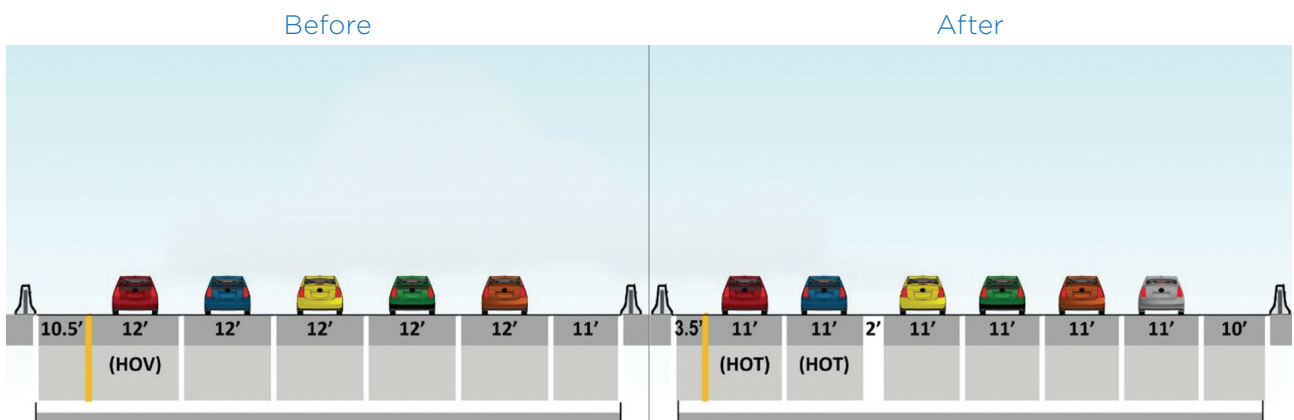 Before
After
10.5′ 12′ 12′ 12′ 12′ 12′ 11′
(HOV)
3.5′ 11′ 11′ 2′ 11′ 11′ 11′ 11′ 10′
(HOT) (HOT)